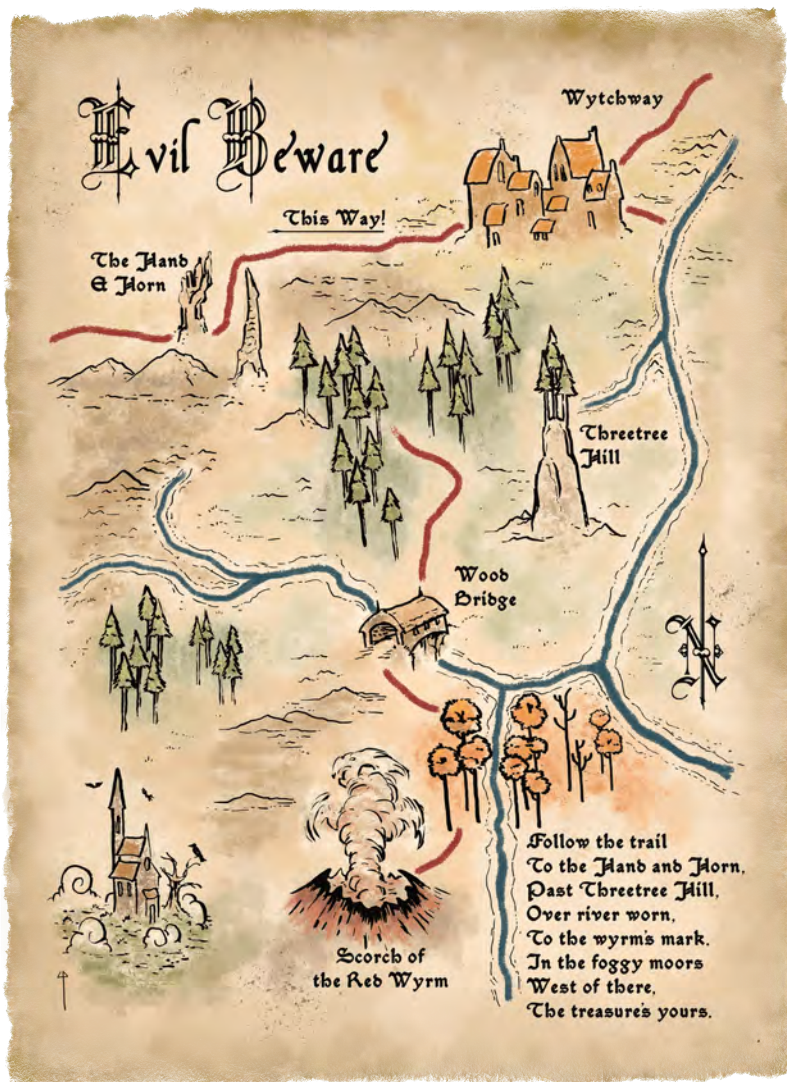 Evil Beware
Wytchway
This Way!
The Hand
& Horn
Threetree
Hill
Wood
Bridge
N
Scorch of
the Red Wyrm
Follow the trail
To the Hand and Horn,
Past Threetree Hill,
Over river worn,
To the wyrm's mark.
In the foggy moors
West of there,
The treasure's yours.